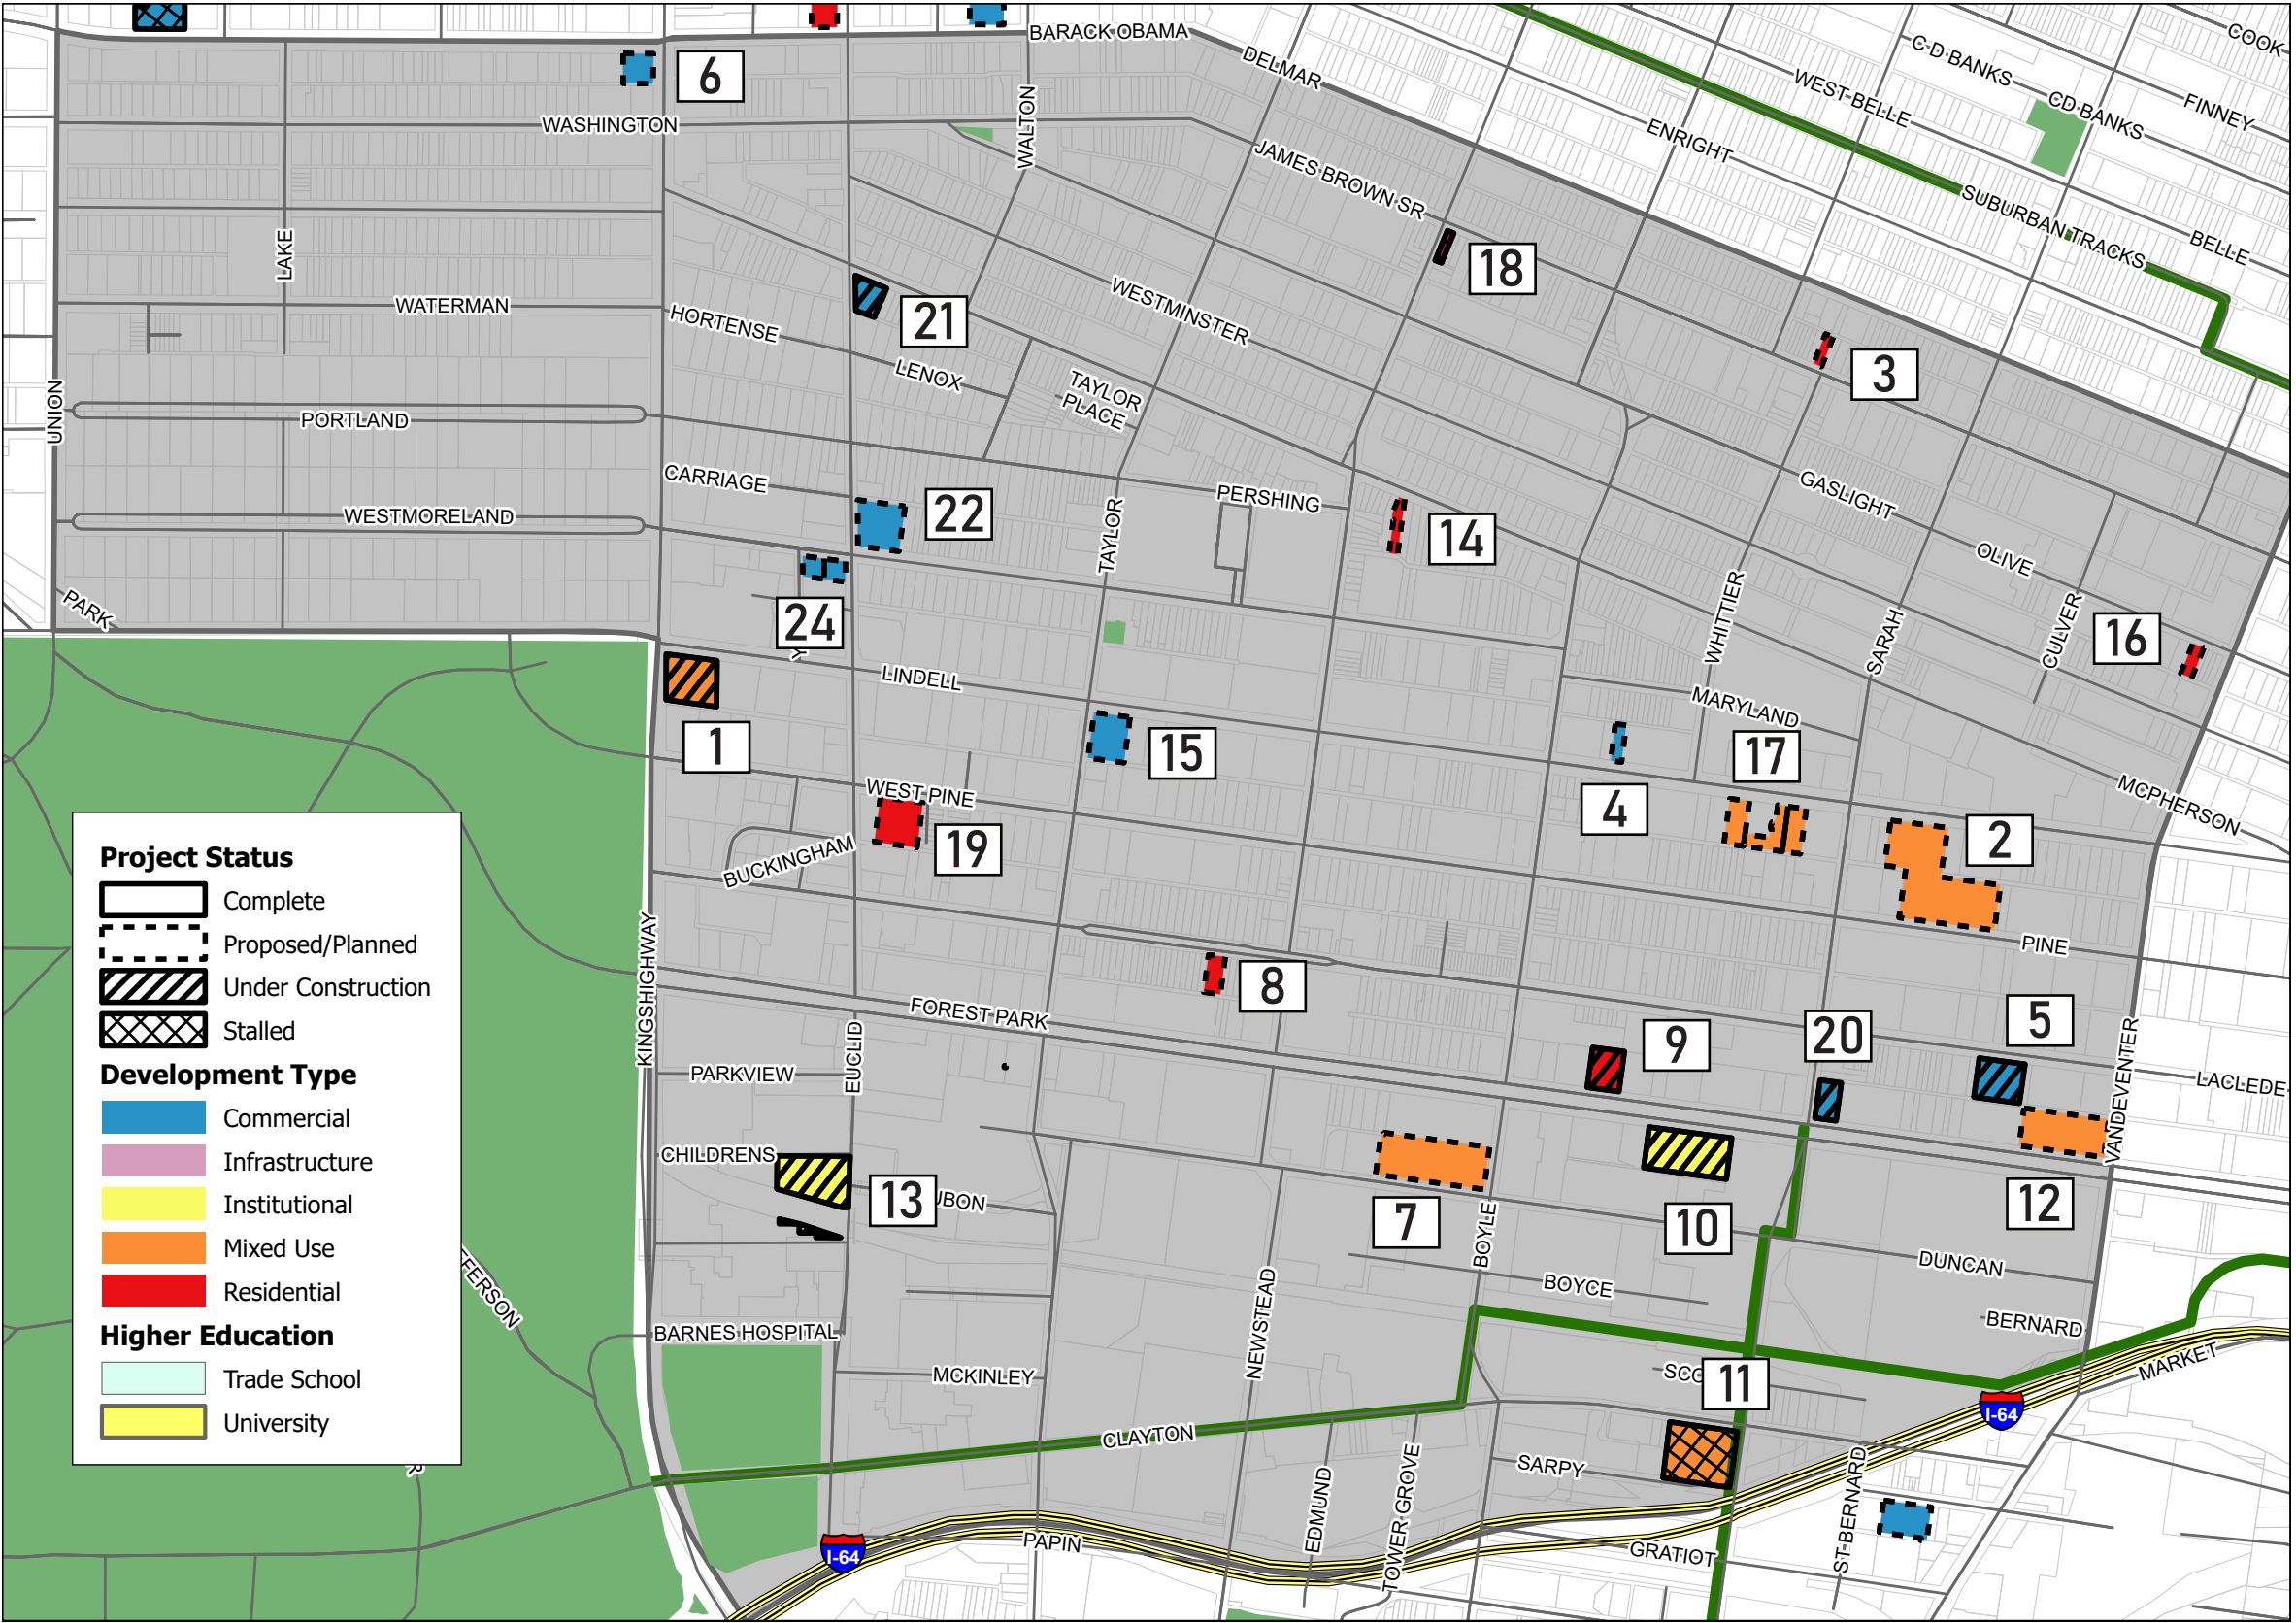 BARACK OBAMA
COOK
C D BANKS
DELMAR
6
WEST BELLE
CD BANKS
FINNEY
WASHINGTON
WALTON
ENRIGHT
JAMES BROWN SR
SUBURBAN TRACKS
BELLE
LAKE
18
WATERMAN
HORTENSE
21
WESTMINSTER
LENOX
TAYLOR
PLACE
3
UNION
PORTLAND
CARRIAGE
WESTMORELAND
22
TAYLOR
PERSHING
14
GASLIGHT
OLIVE
PARK
24
Y
WHITTIER
SARAH
CULVER
16
LINDELL
MARYLAND
1
15
17
WEST PINE
4
MCPHERSON
19
2
BUCKINGHAM
PINE
KINGSHIGHWAY
8
FOREST PARK
EUCLID
PARKVIEW
9
20
5
VANDEVENTER
LACLEDE
CHILDRENS
13
UBON
7
BOYLE
10
12
DUNCAN
BOYCE
BERNARD
BARNES HOSPITAL
NEWSTEAD
MCKINLEY
SCO
11
MARKET
I-64
CLAYTON
SARPY
EDMUND
TOWER GROVE
ST BERNARD
I-64
PAPIN
GRATIOT
FERSON
R
Project Status
Complete
Proposed/Planned
Under Construction
Stalled
Development Type
Commercial
Infrastructure
Institutional
Mixed Use
Residential
Higher Education
Trade School
University